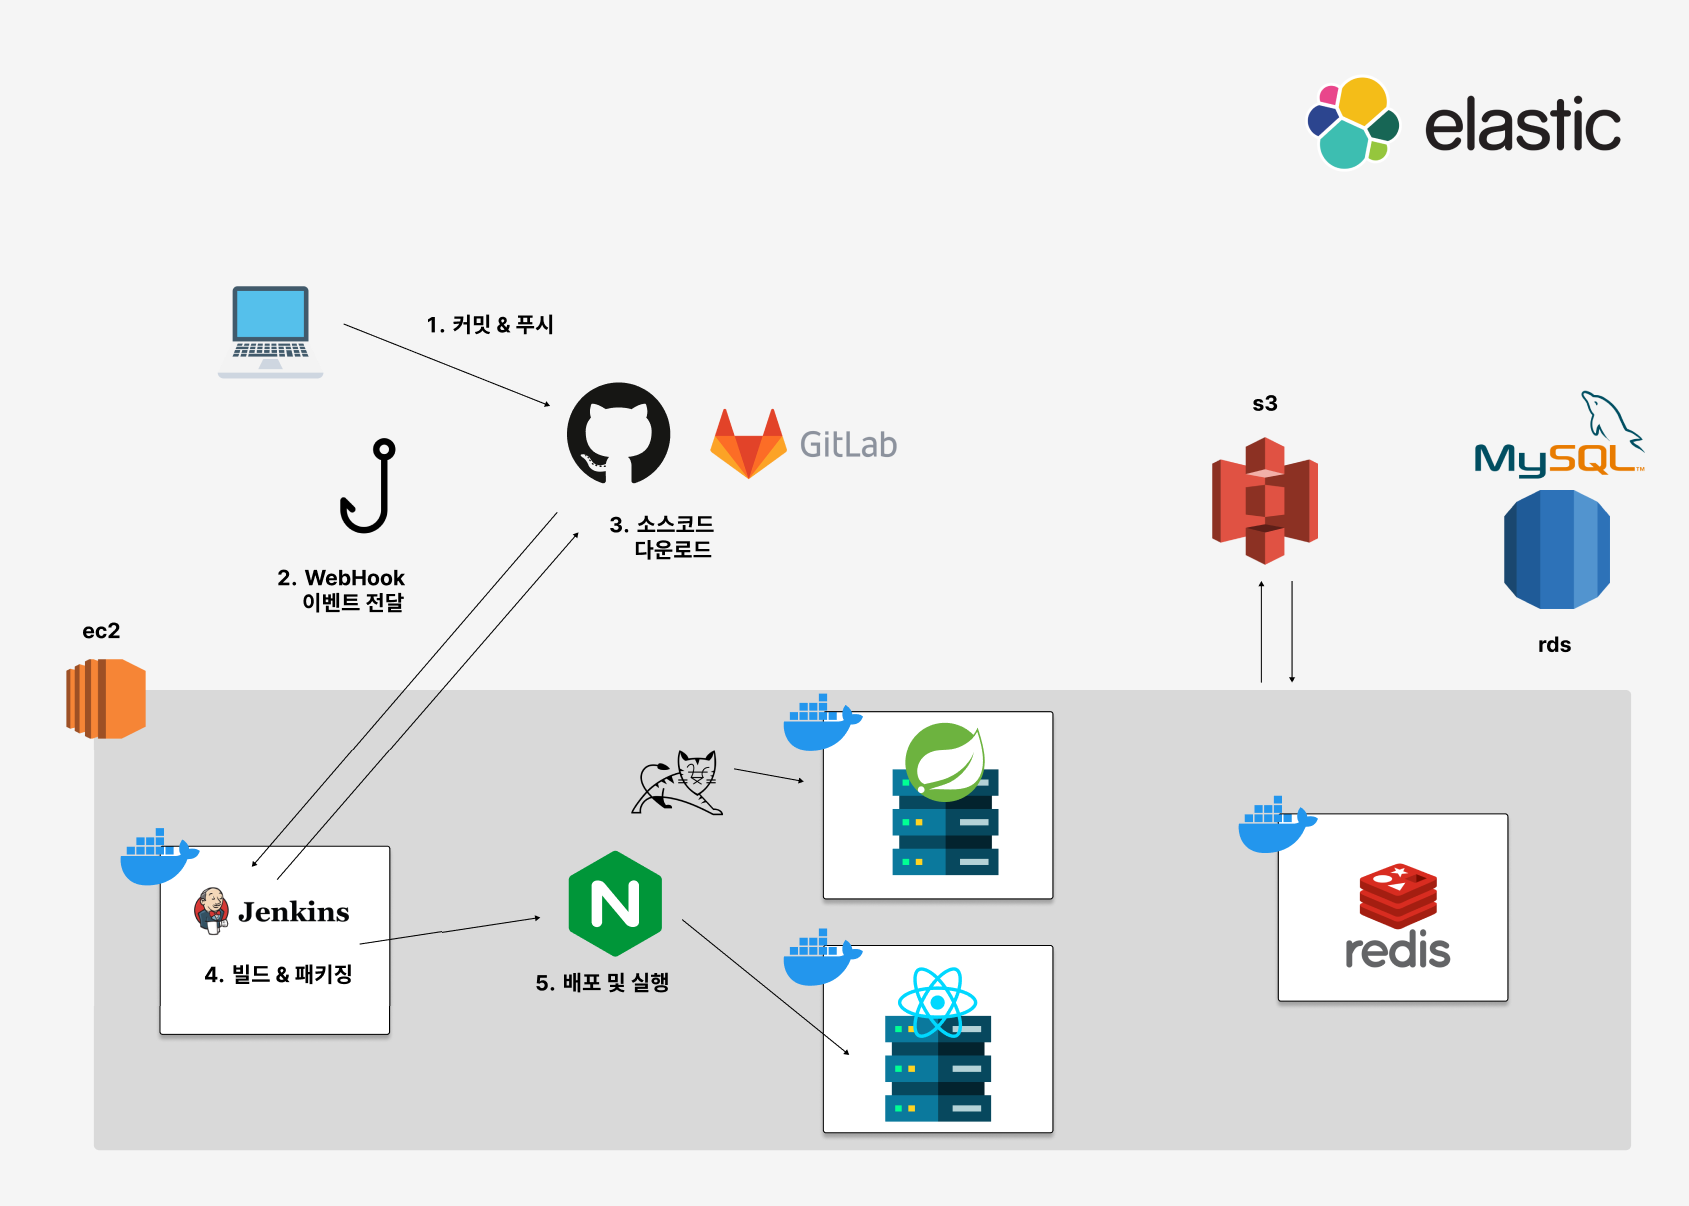 elastic
1. 커밋 & 푸시
GitLab
s3
MySQL™
3. 소스코드
다운로드
2. WebHook
이벤트 전달
ec2
rds
Jenkins
4. 빌드 & 패키징
5. 배포 및 실행
redis